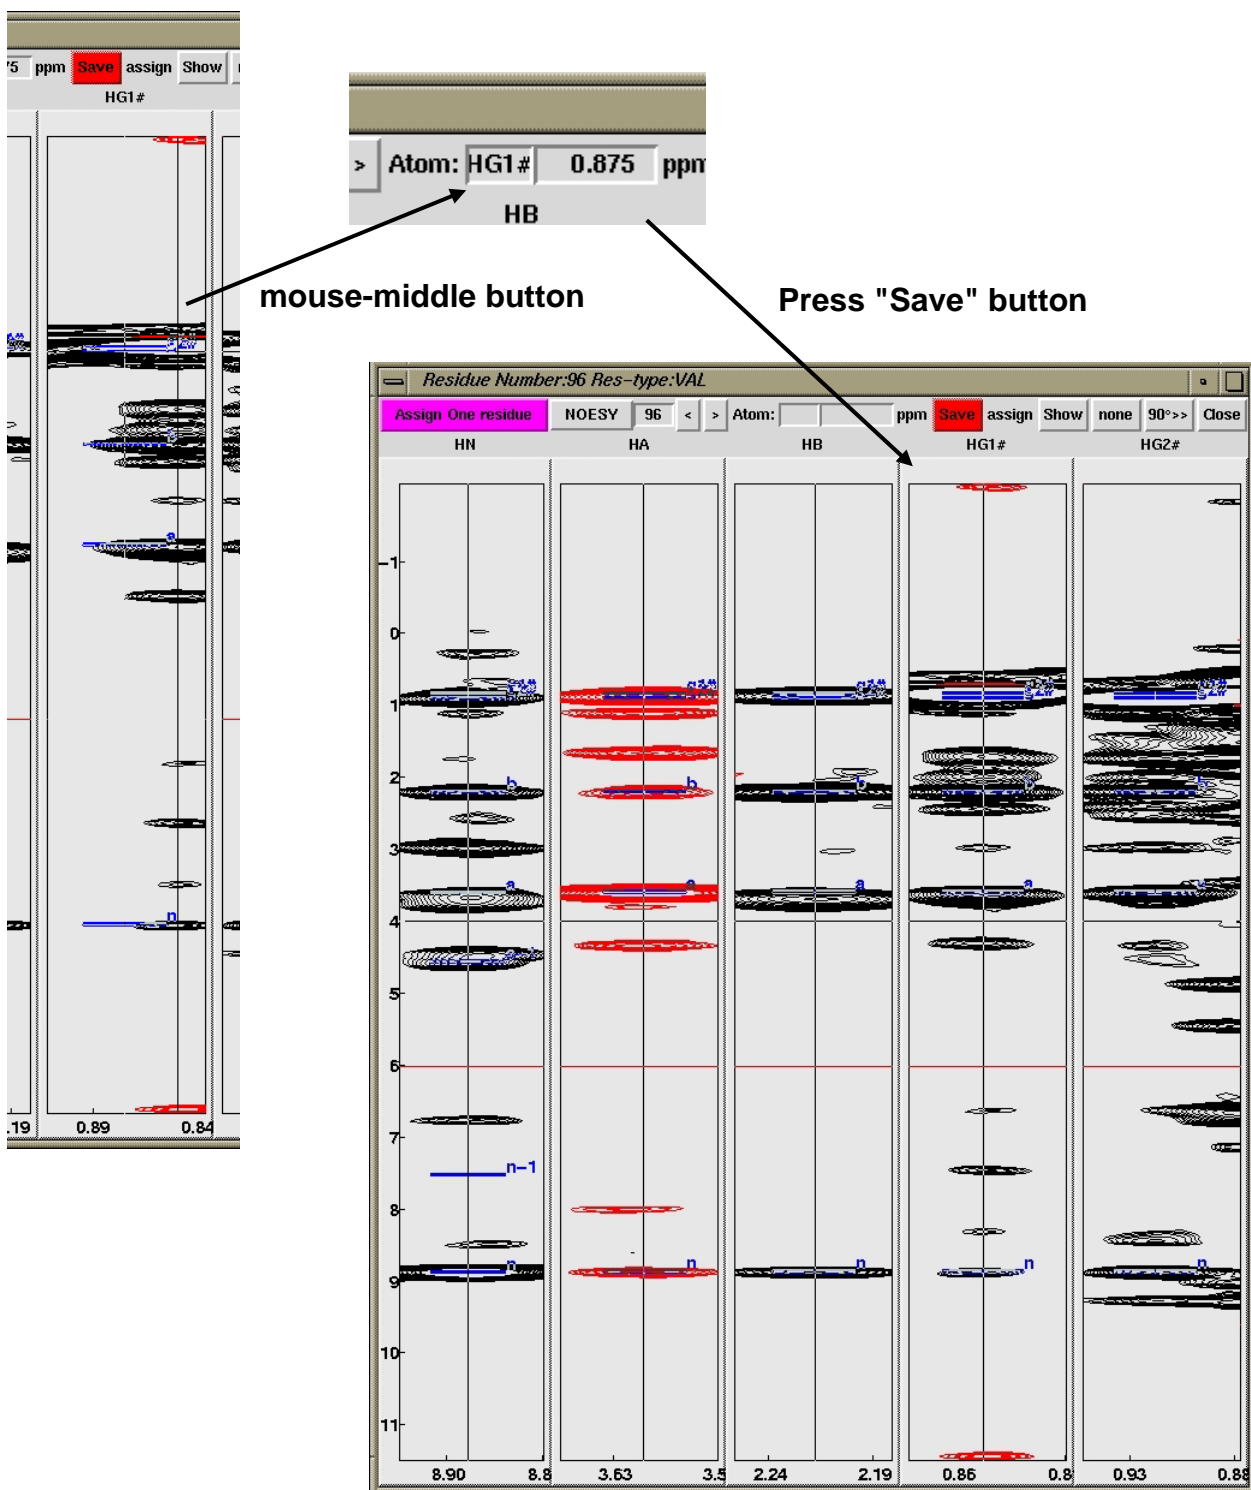 75 ppm Save assign Show
HG1#
> Atom: HG1# 0.875 ppm
HB
mouse-middle button
Press "Save" button
a
n
.19 0.89 0.84
Residue Number:96 Res-type:VAL
Assign One residue NOESY 96 < > Atom: ppm Save assign Show none 90°>> Close
HN HA HB HG1# HG2#
-1
0
1
2 b b b b
3
a a a
4
5
6
7
n-1
8
9 n n n n n
10
11
8.90 8.8 3.63 3.5 2.24 2.19 0.86 0.8 0.93 0.88